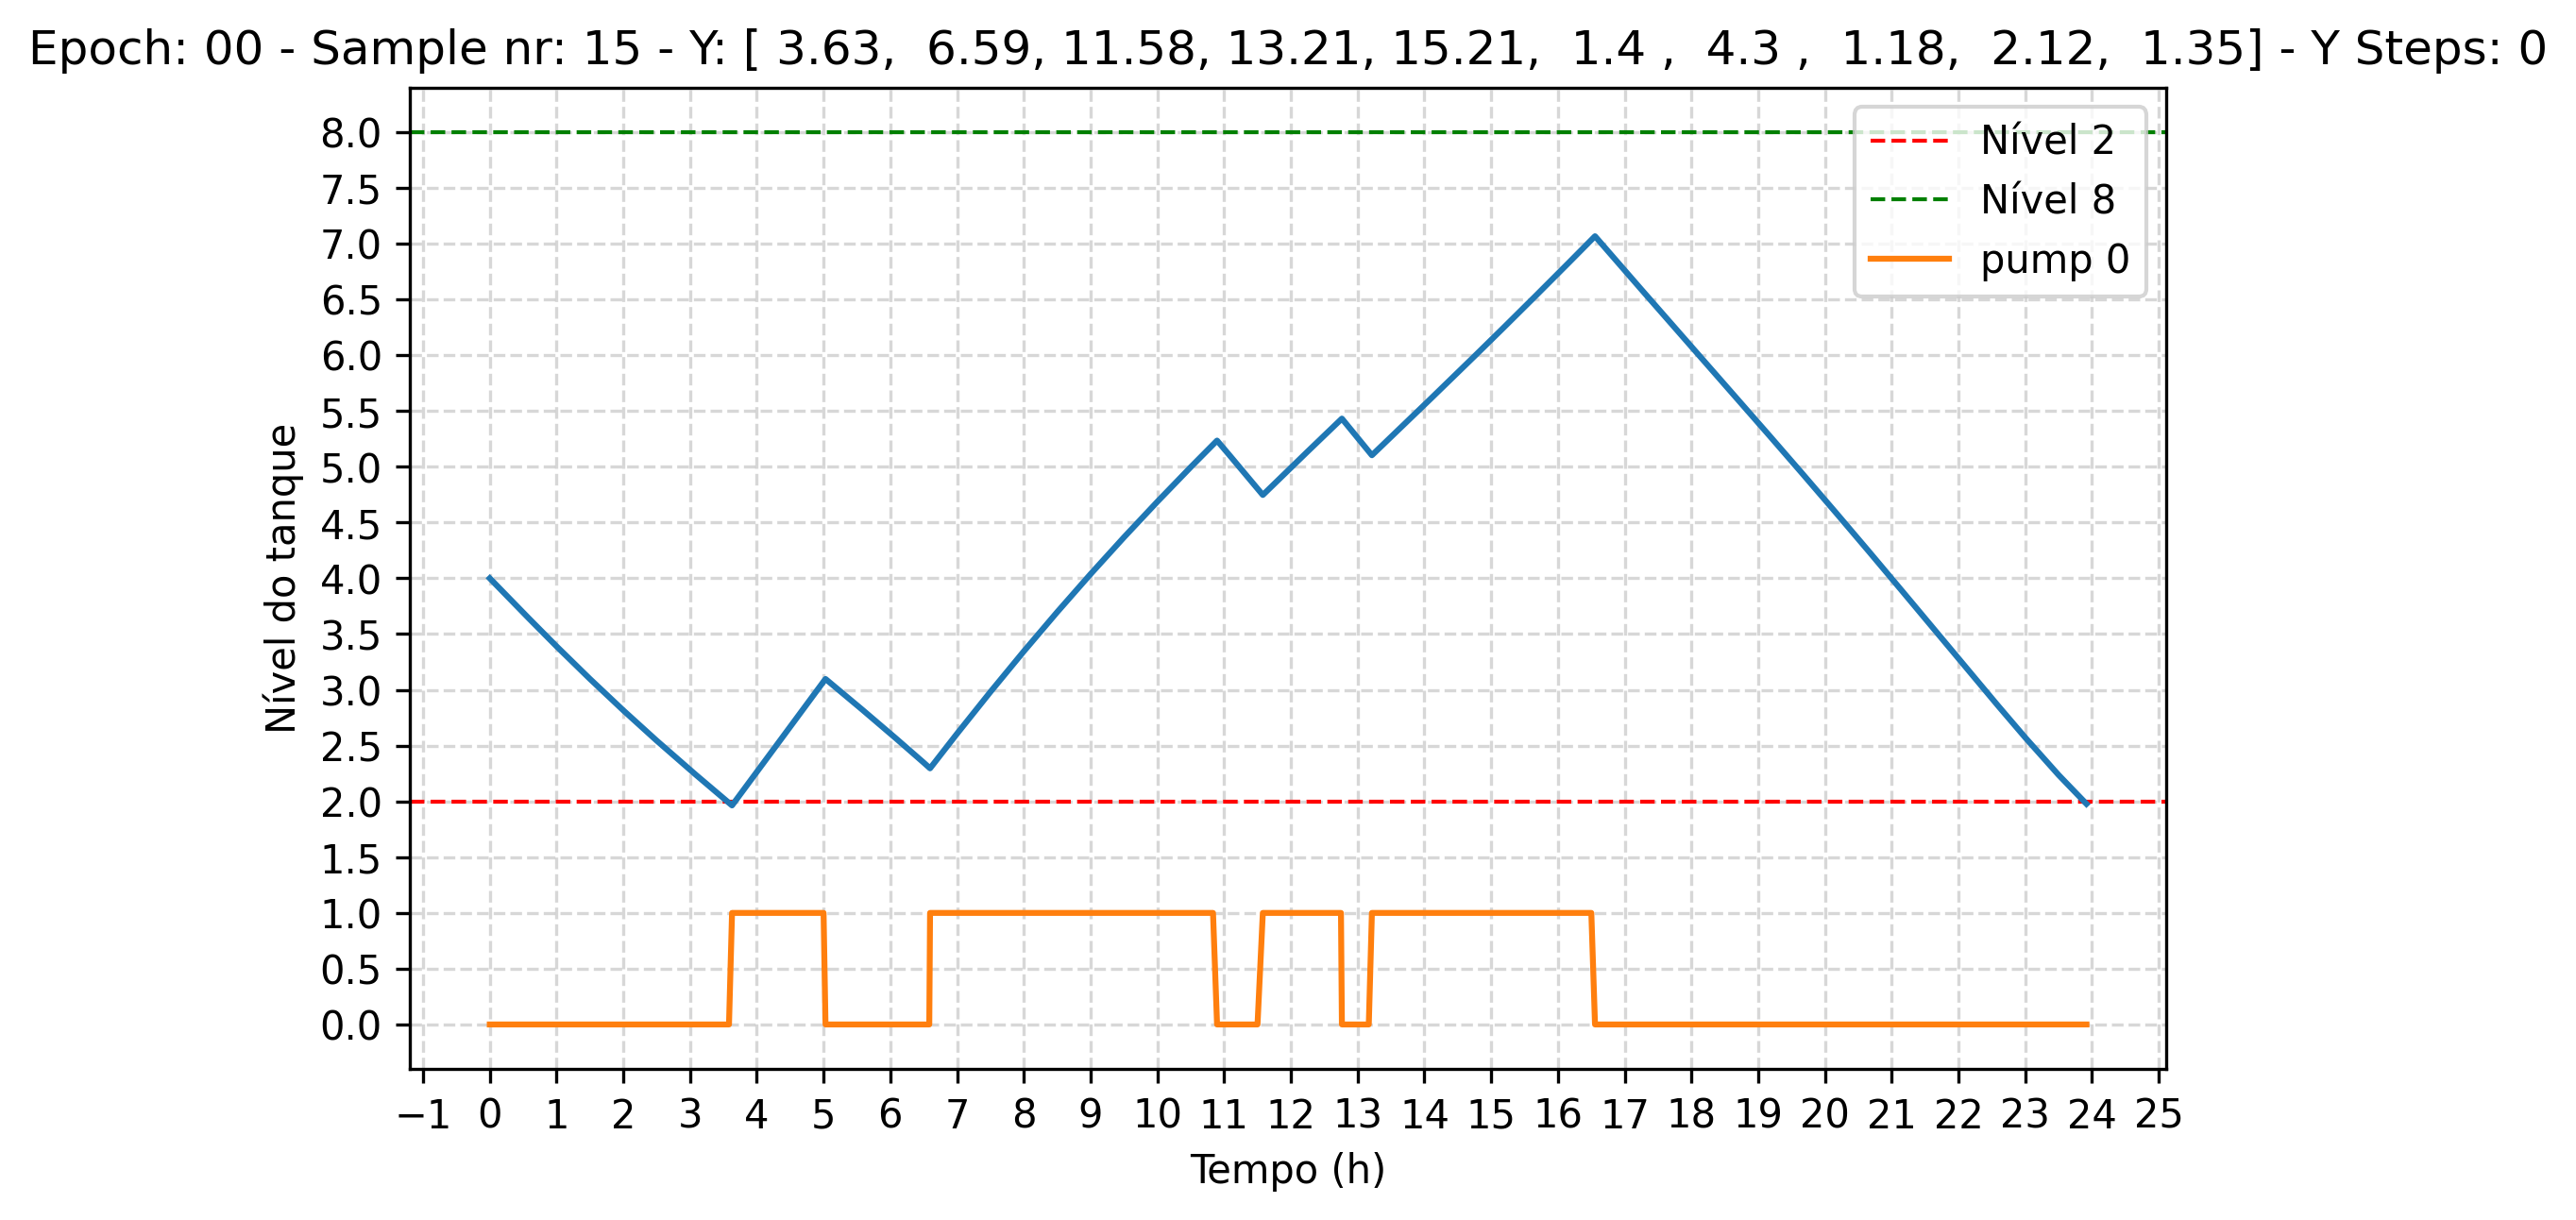 Epoch: 00 - Sample nr: 15 - Y: [ 3.63,  6.59, 11.58, 13.21, 15.21,  1.4 ,  4.3 ,  1.18,  2.12,  1.35] - Y Steps: 0
8.0
7.5
7.0
6.5
6.0
5.5
5.0
4.5
4.0
3.5
3.0
2.5
2.0
1.5
1.0
0.5
0.0
Nível do tanque
Nível 2
Nível 8
pump 0
−1 0 1 2 3 4 5 6 7 8 9 10 11 12 13 14 15 16 17 18 19 20 21 22 23 24 25
Tempo (h)